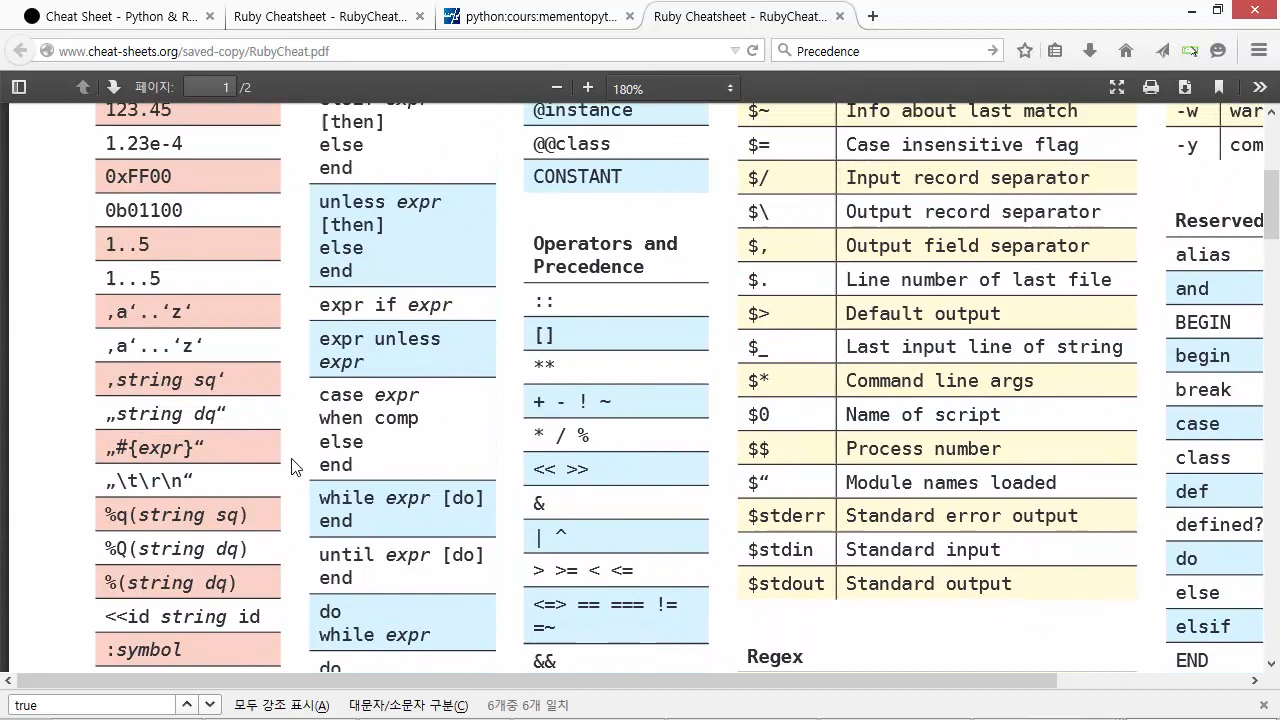 Cheat Sheet - Python & R...
Ruby Cheatsheet - RubyCheat...
python:cours:mementopyt...
Ruby Cheatsheet - RubyCheat...
www.cheat-sheets.org/saved-copy/RubyCheat.pdf
Precedence
페이지:
1
/2
180%
123.45
1.23e-4
0xFF00
0b01100
1..5
1...5
‚a‘..‘z‘
‚a‘...‘z‘
‚string sq‘
„string dq“
„#{expr}“
„\t\r\n“
%q(string sq)
%Q(string dq)
%(string dq)
<<id string id
:symbol
[then]
else
end
unless expr
[then]
else
end
expr if expr
expr unless
expr
case expr
when comp
else
end
while expr [do]
end
until expr [do]
end
do
while expr
do
@instance
@@class
CONSTANT
Operators and
Precedence
::
[]
**
+ - ! ~
* / %
<< >>
&
| ^
> >= < <=
<=> == === !=
=~
&&
$~ Info about last match
$= Case insensitive flag
$/ Input record separator
$\ Output record separator
$, Output field separator
$. Line number of last file
$> Default output
$_ Last input line of string
$* Command line args
$0 Name of script
$$ Process number
$“ Module names loaded
$stderr Standard error output
$stdin Standard input
$stdout Standard output
Regex
-w war
-y com
Reserved
alias
and
BEGIN
begin
break
case
class
def
defined?
do
else
elsif
END
true
모두 강조 표시(A)
대문자/소문자 구분(C)
6개중 6개 일치